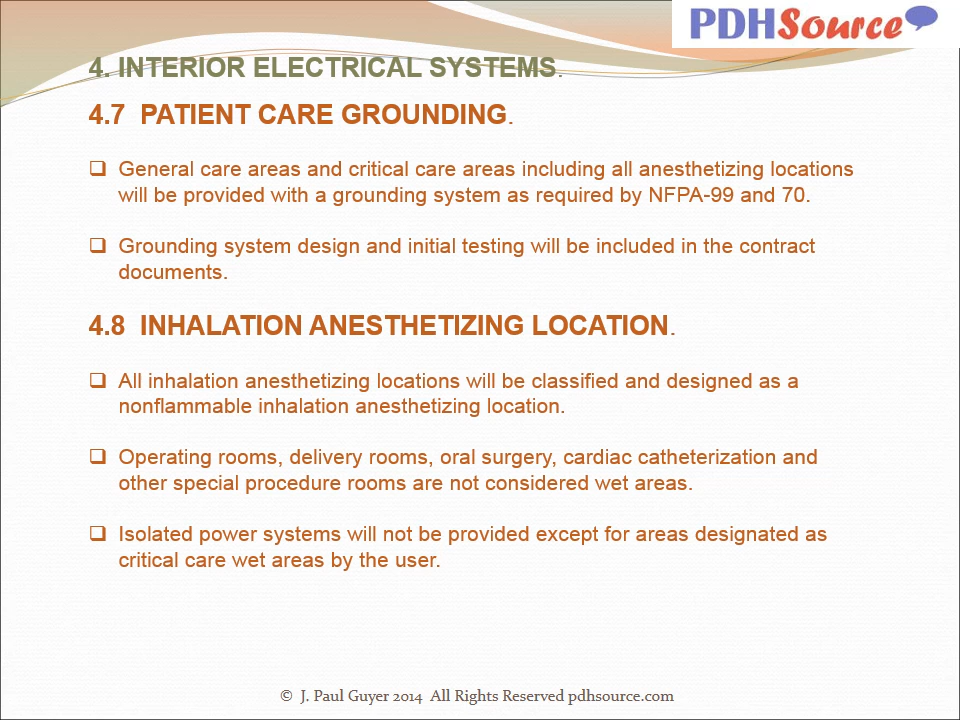 PDHSource
4. INTERIOR ELECTRICAL SYSTEMS.
4.7 PATIENT CARE GROUNDING.
❑ General care areas and critical care areas including all anesthetizing locations
will be provided with a grounding system as required by NFPA-99 and 70.
❑ Grounding system design and initial testing will be included in the contract
documents.
4.8 INHALATION ANESTHETIZING LOCATION.
❑ All inhalation anesthetizing locations will be classified and designed as a
nonflammable inhalation anesthetizing location.
❑ Operating rooms, delivery rooms, oral surgery, cardiac catheterization and
other special procedure rooms are not considered wet areas.
❑ Isolated power systems will not be provided except for areas designated as
critical care wet areas by the user.
© J. Paul Guyer 2014 All Rights Reserved pdhsource.com